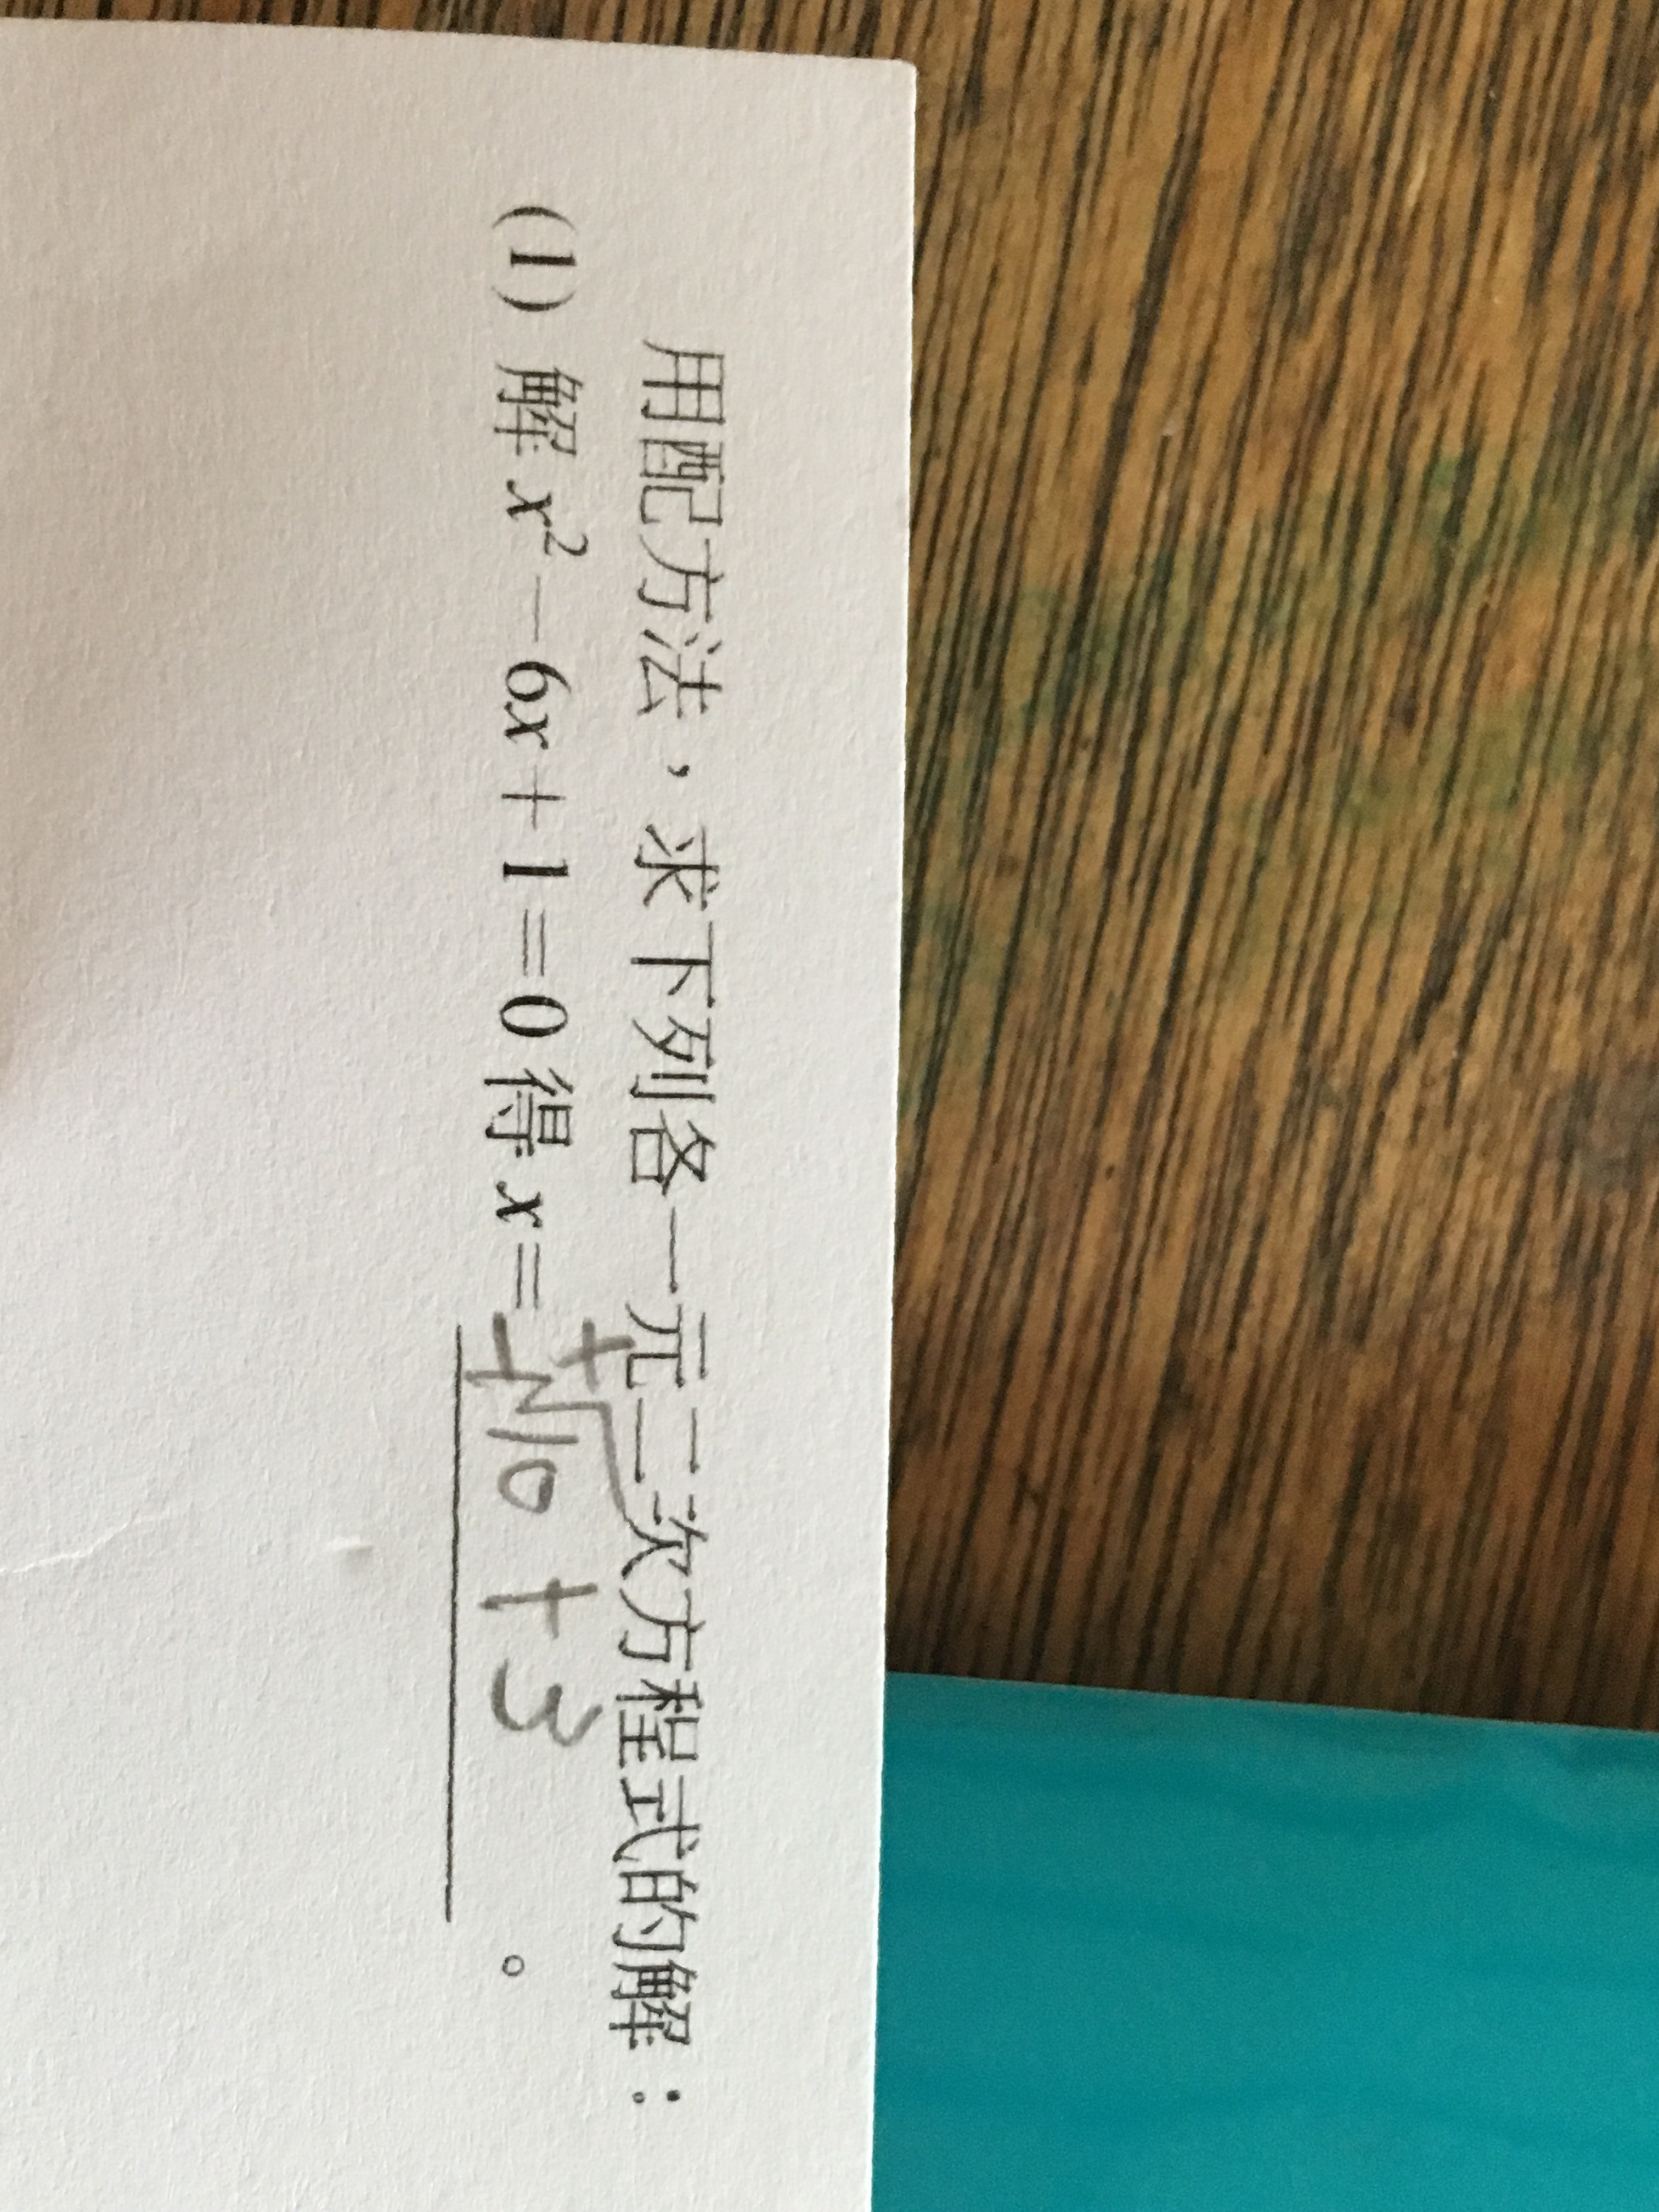 用配方法，求下列各一元二次方程式的解：
(1) 解 x² − 6x + 1 = 0 得 x = ±√10 + 3 。